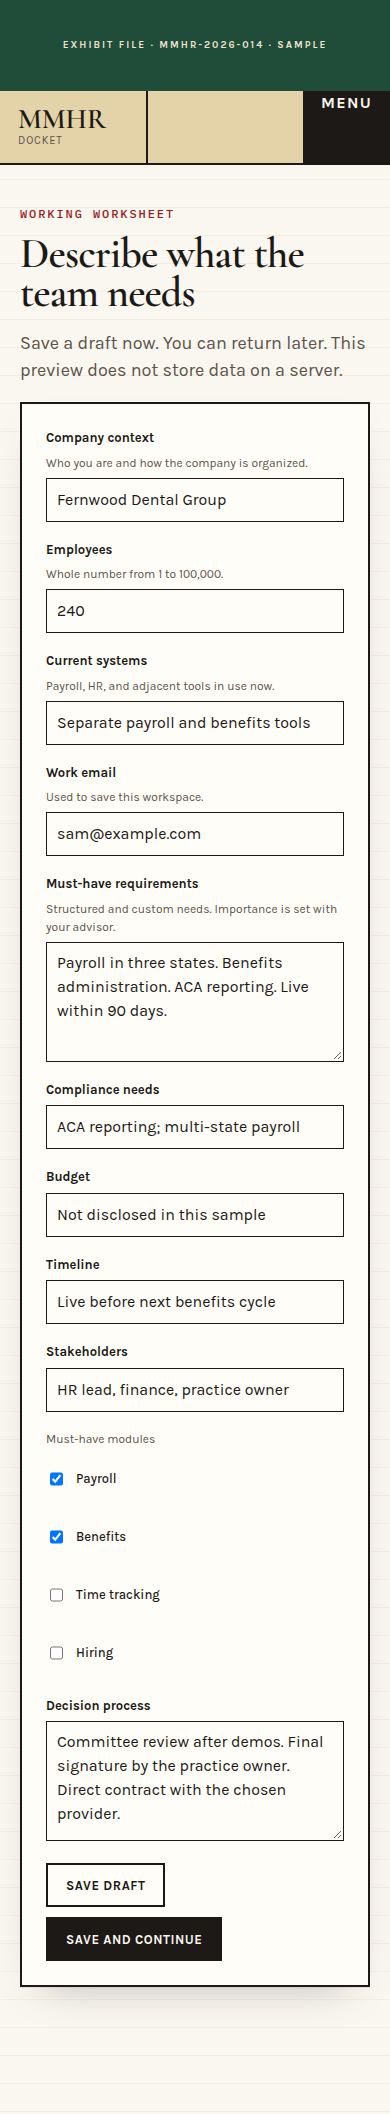 EXHIBIT FILE · MMHR-2026-014 · SAMPLE
MMHR
DOCKET
MENU
WORKING WORKSHEET
Describe what the
team needs
Save a draft now. You can return later. This
preview does not store data on a server.
Company context
Who you are and how the company is organized.
Fernwood Dental Group
Employees
Whole number from 1 to 100,000.
240
Current systems
Payroll, HR, and adjacent tools in use now.
Separate payroll and benefits tools
Work email
Used to save this workspace.
sam@example.com
Must-have requirements
Structured and custom needs. Importance is set with
your advisor.
Payroll in three states. Benefits
administration. ACA reporting. Live
within 90 days.
Compliance needs
ACA reporting; multi-state payroll
Budget
Not disclosed in this sample
Timeline
Live before next benefits cycle
Stakeholders
HR lead, finance, practice owner
Must-have modules
Payroll
Benefits
Time tracking
Hiring
Decision process
Committee review after demos. Final
signature by the practice owner.
Direct contract with the chosen
provider.
SAVE DRAFT
SAVE AND CONTINUE